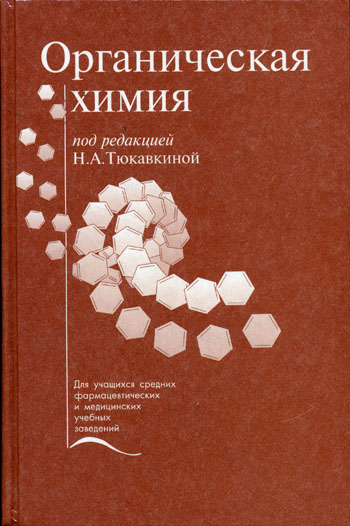 Органическая
химия
под редакцией
Н.А.Тюкавкиной
Для учащихся средних
фармацевтических
и медицинских
учебных
заведений